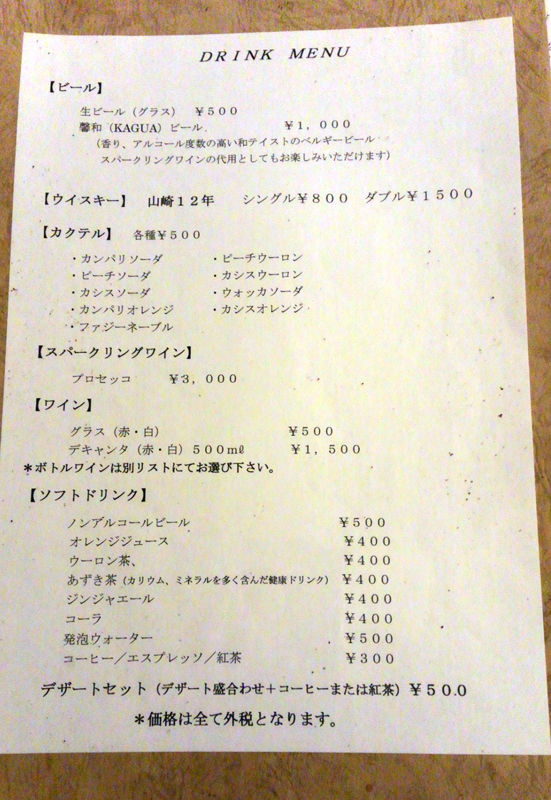 DRINK MENU
【ビール】
生ビール（グラス） ￥５００
馨和（KAGUA）ビール ￥１，０００
（香り、アルコール度数の高い和テイストのベルギービール
スパークリングワインの代用としてもお楽しみいただけます）
【ウイスキー】 山崎１２年 シングル￥８００ ダブル￥１５００
【カクテル】 各種￥５００
・カンパリソーダ ・ピーチウーロン
・ピーチソーダ ・カシスウーロン
・カシスソーダ ・ウォッカソーダ
・カンパリオレンジ ・カシスオレンジ
・ファジーネーブル
【スパークリングワイン】
プロセッコ ￥３，０００
【ワイン】
グラス（赤・白） ￥５００
デキャンタ（赤・白）５００㎖ ￥１，５００
＊ボトルワインは別リストにてお選び下さい。
【ソフトドリンク】
ノンアルコールビール ￥５００
オレンジジュース ￥４００
ウーロン茶、 ￥４００
あずき茶（カリウム、ミネラルを多く含んだ健康ドリンク） ￥４００
ジンジャエール ￥４００
コーラ ￥４００
発泡ウォーター ￥５００
コーヒー／エスプレッソ／紅茶 ￥３００
デザートセット（デザート盛合わせ＋コーヒーまたは紅茶）￥５００
＊価格は全て外税となります。